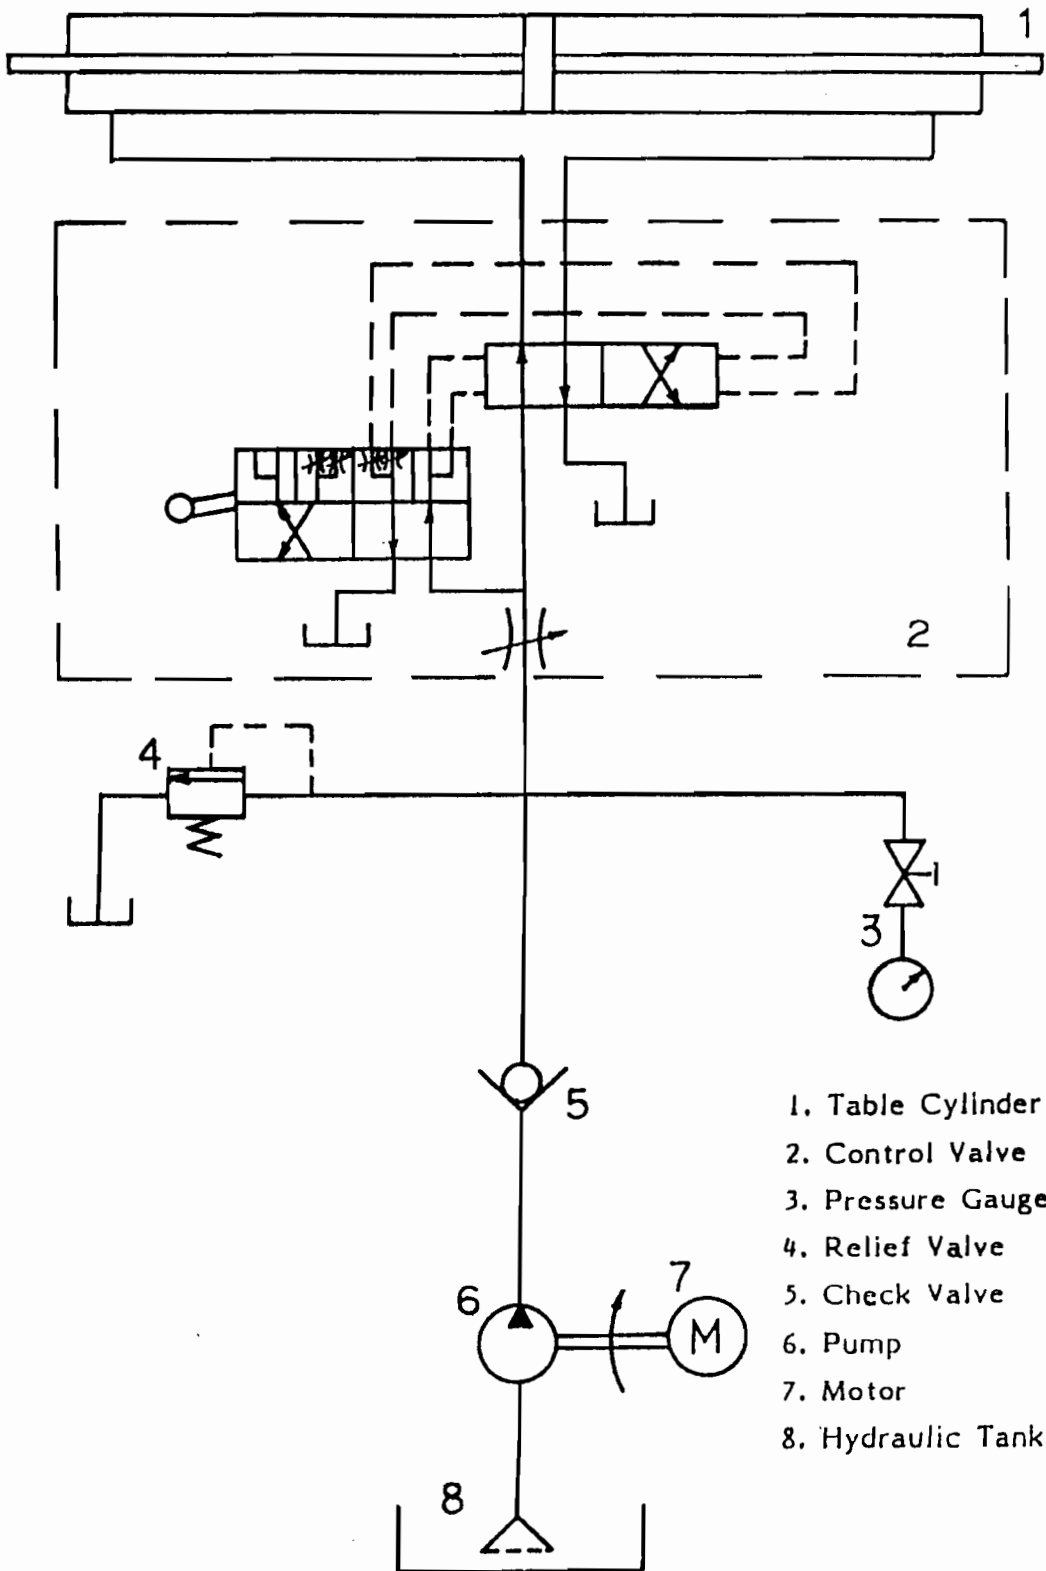 1
2
4
3
5
1. Table Cylinder
2. Control Valve
3. Pressure Gauge
4. Relief Valve
5. Check Valve
6. Pump
7. Motor
8. Hydraulic Tank
6
7
M
8